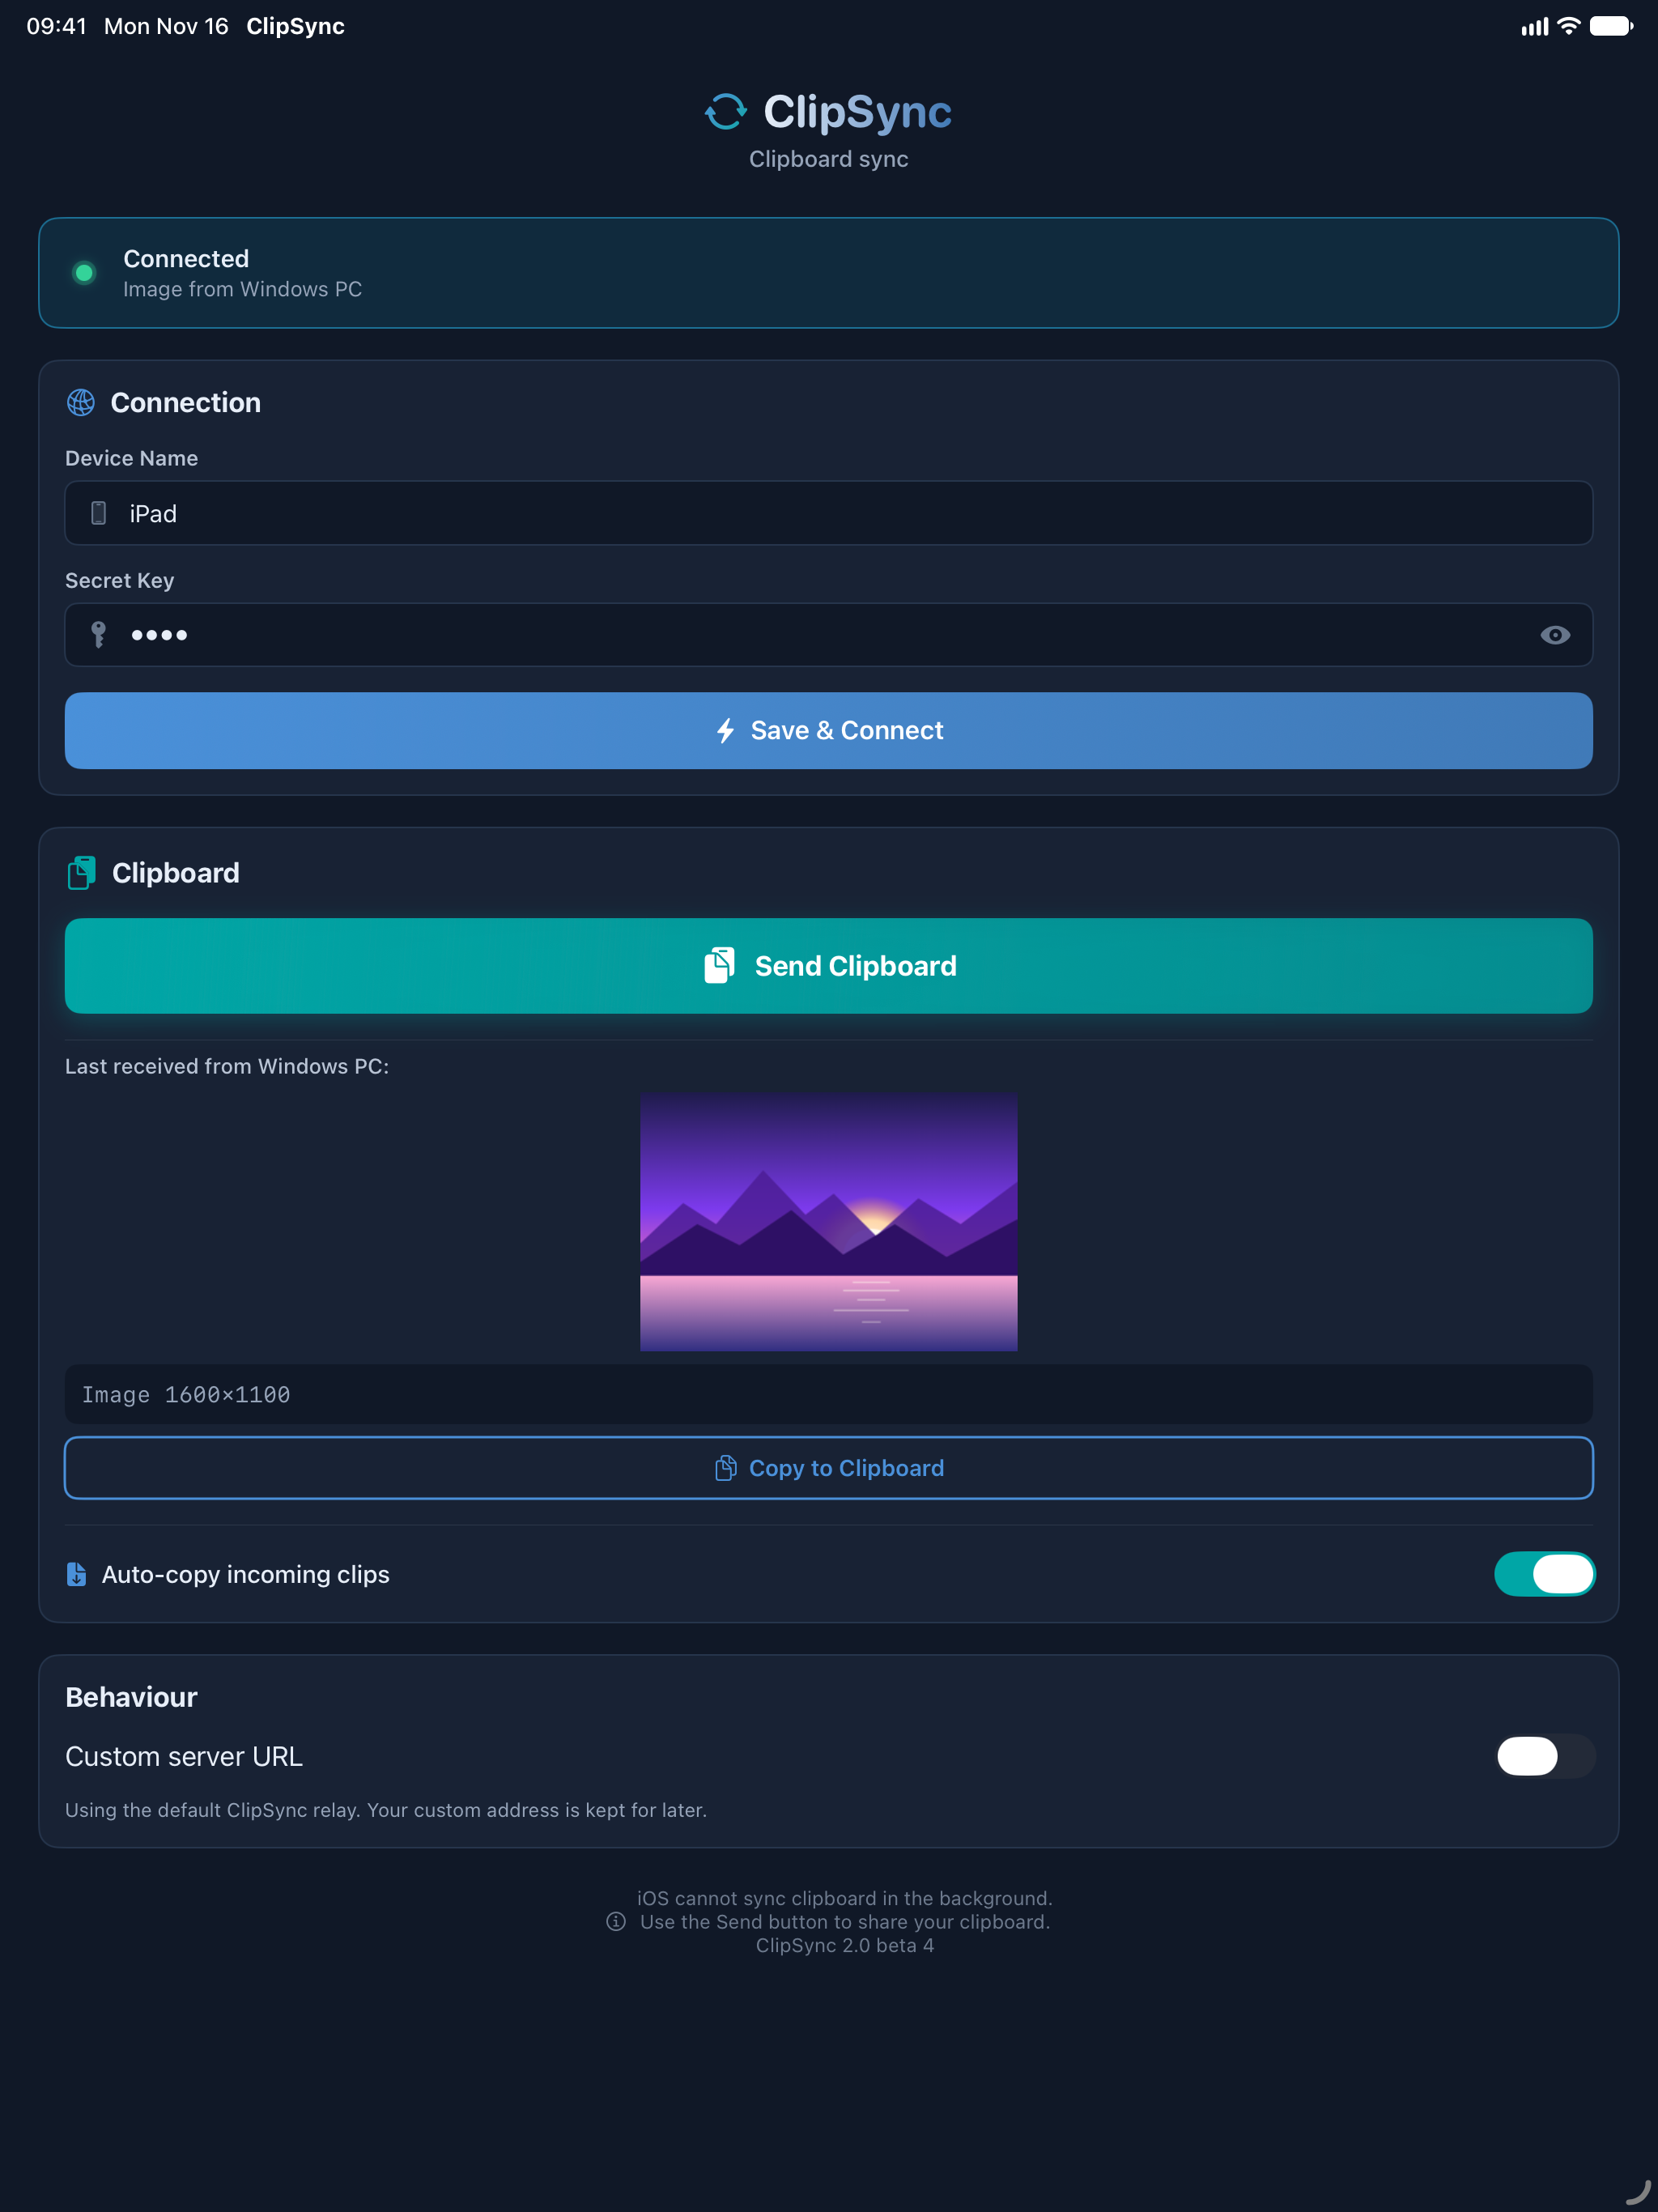 09:41 Mon Nov 16 ClipSync
ClipSync
Clipboard sync
Connected
Image from Windows PC
Connection
Device Name
iPad
Secret Key
••••
Save & Connect
Clipboard
Send Clipboard
Last received from Windows PC:
Image 1600×1100
Copy to Clipboard
Auto-copy incoming clips
Behaviour
Custom server URL
Using the default ClipSync relay. Your custom address is kept for later.
iOS cannot sync clipboard in the background.
Use the Send button to share your clipboard.
ClipSync 2.0 beta 4